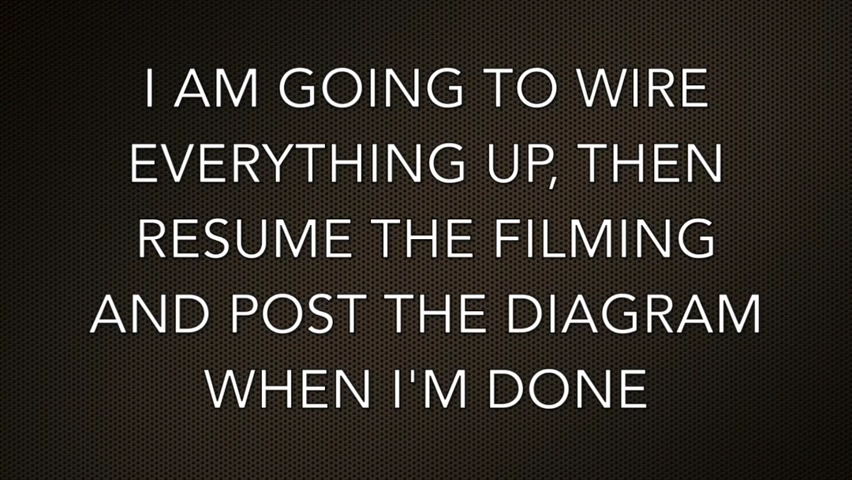 I AM GOING TO WIRE
EVERYTHING UP, THEN
RESUME THE FILMING
AND POST THE DIAGRAM
WHEN I'M DONE